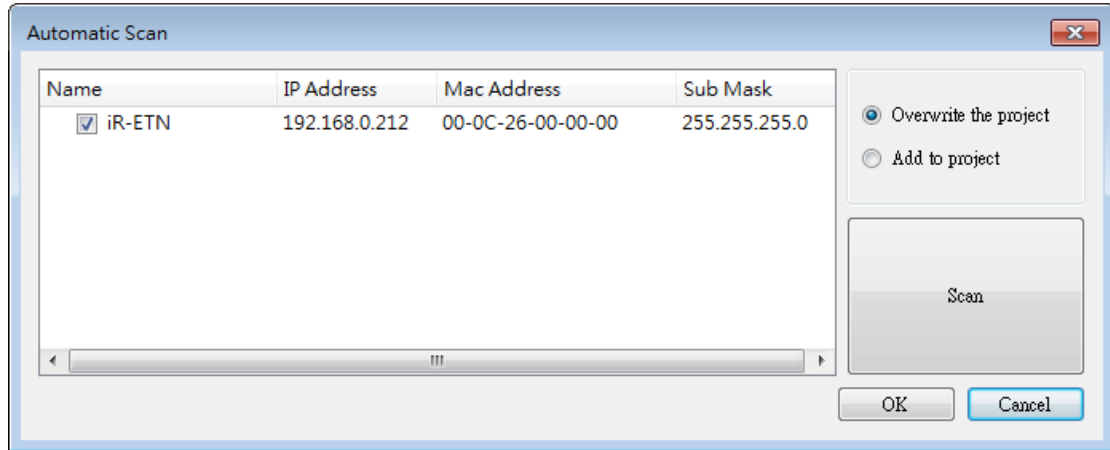 Automatic Scan
Name IP Address Mac Address Sub Mask
iR-ETN 192.168.0.212 00-0C-26-00-00-00 255.255.255.0
Overwrite the project
Add to project
Scan
OK Cancel